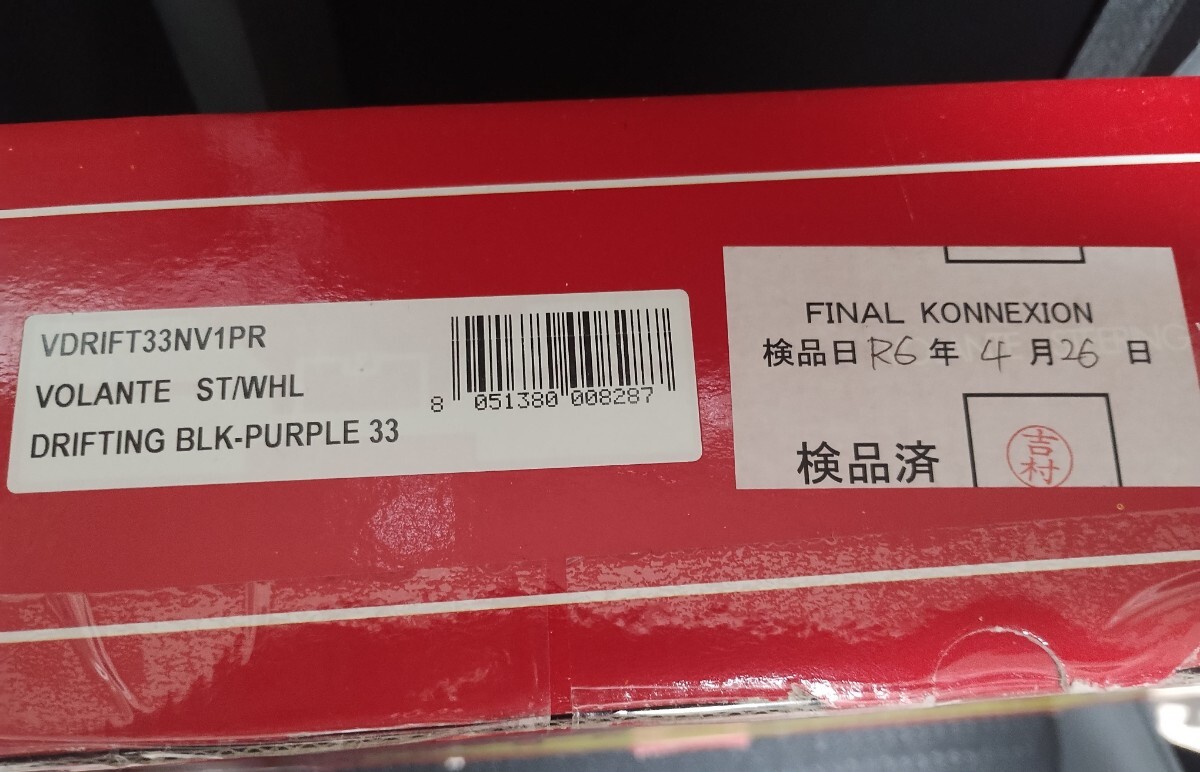 VDRIFT33NV1PR
VOLANTE ST/WHL
DRIFTING BLK-PURPLE 33
8 051380 008287
FINAL KONNEXION
検品日 R6 年 4 月 26 日
検品済
吉村